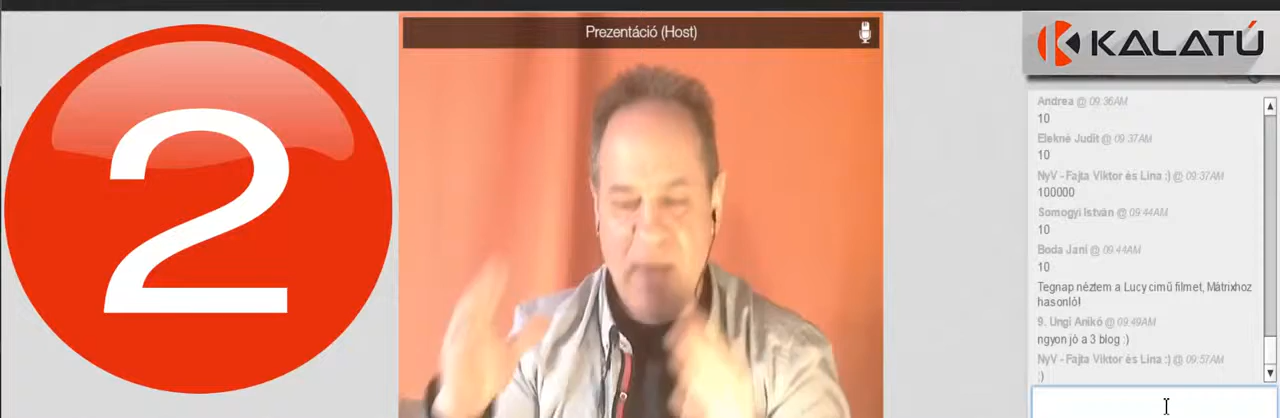 2
Prezentáció (Host)
KALATÚ
Andrea @ 09:36AM
10
Elekné Judit @ 09:37AM
10
NyV - Fajta Viktor és Lina :) @ 09:37AM
100000
Somogyi István @ 09:44AM
10
Boda Jani @ 09:44AM
10
Tegnap néztem a Lucy című filmet, Mátrixhoz
hasonló!
9. Ungi Anikó @ 09:49AM
ngyon jó a 3 blog :)
NyV - Fajta Viktor és Lina :) @ 09:57AM
:)